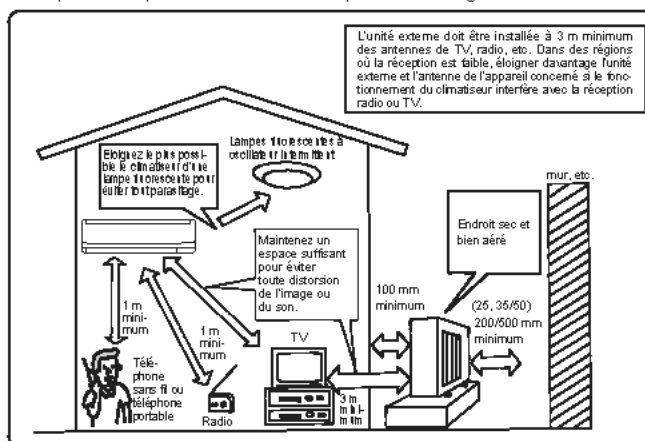 L'unité externe doit être installée à 3 m minimum
des antennes de TV, radio, etc. Dans des régions
où la réception est faible, éloigner davantage l'unité
externe et l'antenne de l'appareil concerné si le fonc-
tionnement du climatiseur interfère avec la réception
radio ou TV.
Lampes fluorescentes à
oscillateur intermittent
Eloignez le plus possi-
ble le climatiseur d'une
lampe fluorescente pour
éviter tout parasitage.
mur, etc.
Endroit sec et
bien aéré
Maintenez un
espace suffisant
pour éviter
toute distorsion
de l'image ou
du son.
100 mm
minimum
(25, 35/50)
200/500 mm
minimum
1 m
mini-
mum
1 m
mini-
mum
TV
Télé-
phone
sans fil ou
téléphone
portable
Radio
3 m
mini-
mum